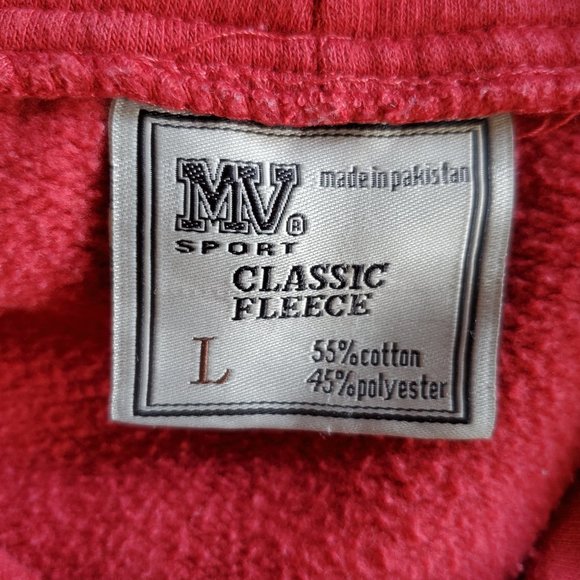 MV®
made in pakistan
SPORT
CLASSIC
FLEECE
L
55% cotton
45% polyester